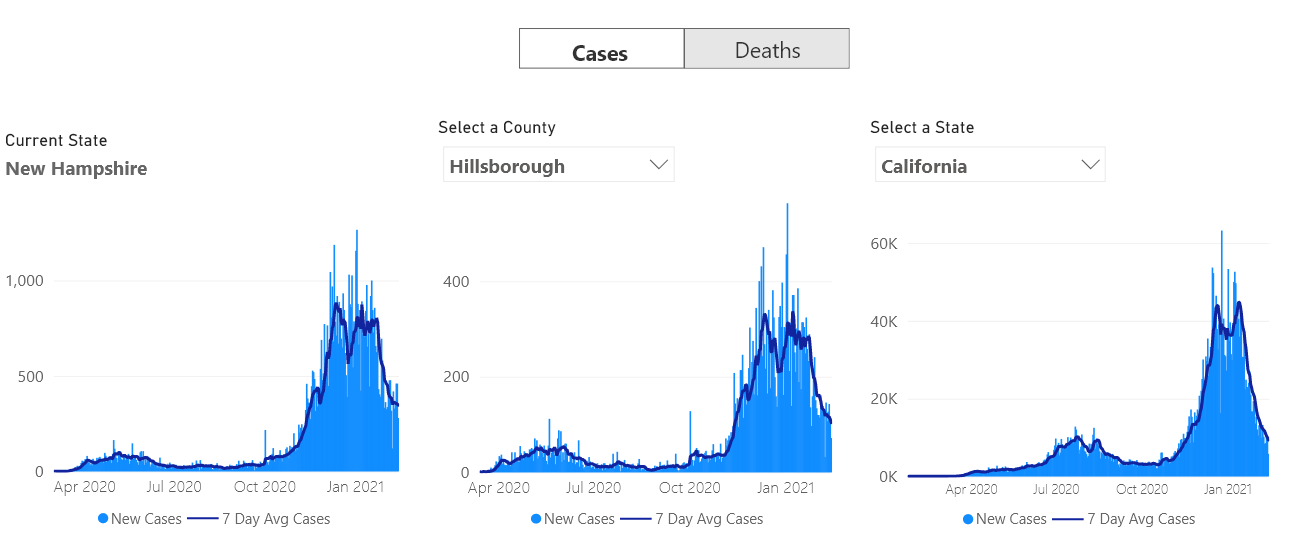 Cases
Deaths
Current State
New Hampshire
1,000
500
0
Apr 2020
Jul 2020
Oct 2020
Jan 2021
New Cases
7 Day Avg Cases
Select a County
Hillsborough
400
200
0
Apr 2020
Jul 2020
Oct 2020
Jan 2021
New Cases
7 Day Avg Cases
Select a State
California
60K
40K
20K
0K
Apr 2020
Jul 2020
Oct 2020
Jan 2021
New Cases
7 Day Avg Cases